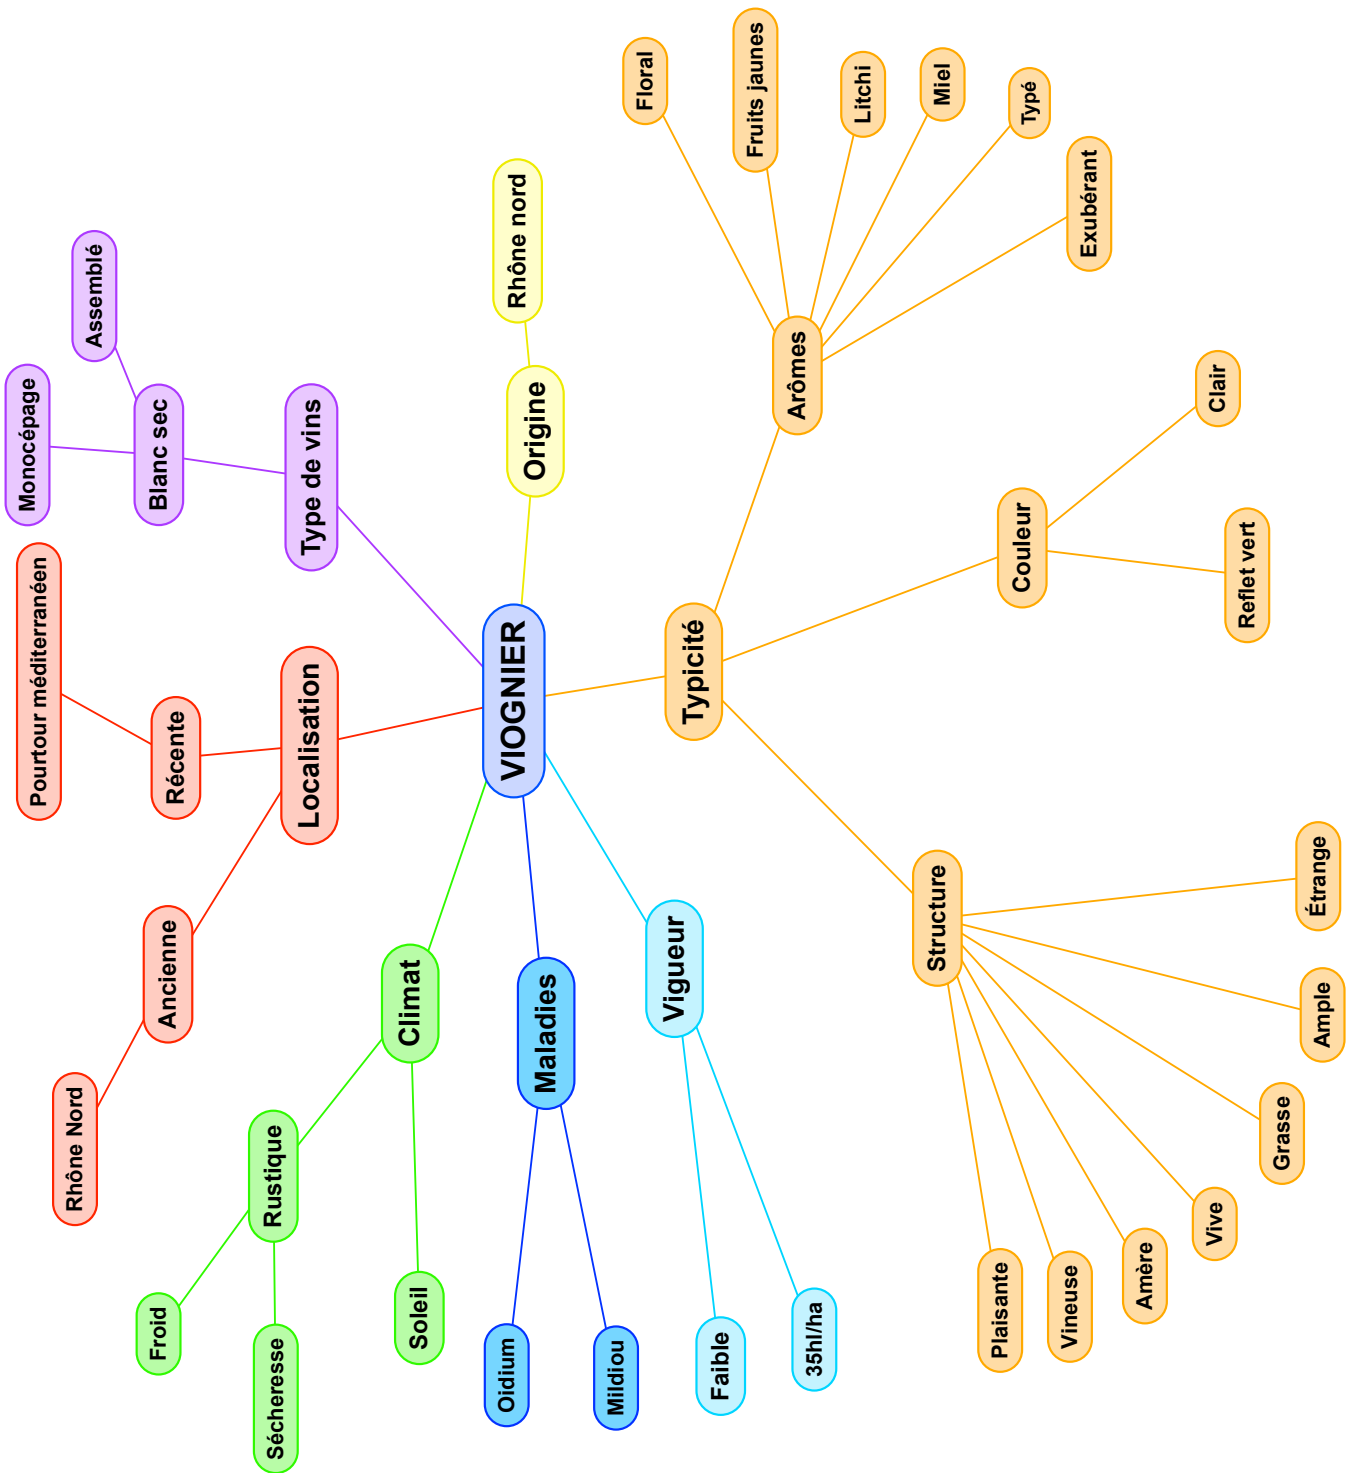 VIOGNIER
Origine
Rhône nord
Typicité
Arômes
Floral
Fruits jaunes
Litchi
Miel
Typé
Exubérant
Couleur
Clair
Reflet vert
Structure
Étrange
Ample
Grasse
Vive
Amère
Vineuse
Plaisante
Vigueur
35hl/ha
Faible
Maladies
Mildiou
Oidium
Climat
Soleil
Rustique
Sécheresse
Froid
Localisation
Ancienne
Rhône Nord
Récente
Pourtour méditerranéen
Type de vins
Blanc sec
Monocépage
Assemblé